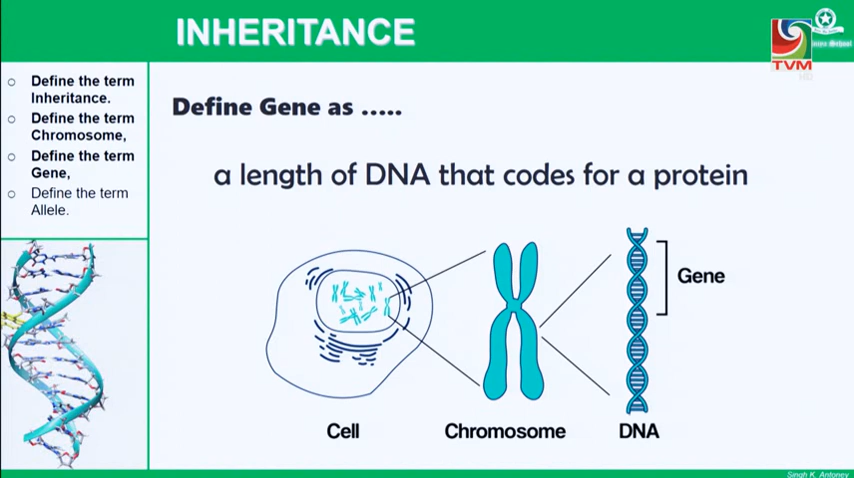 INHERITANCE
TVM
HD
○ Define the term
Inheritance.
○ Define the term
Chromosome,
○ Define the term
Gene,
○ Define the term
Allele.
Define Gene as .....
a length of DNA that codes for a protein
Gene
Cell
Chromosome
DNA
Singh K. Antoney